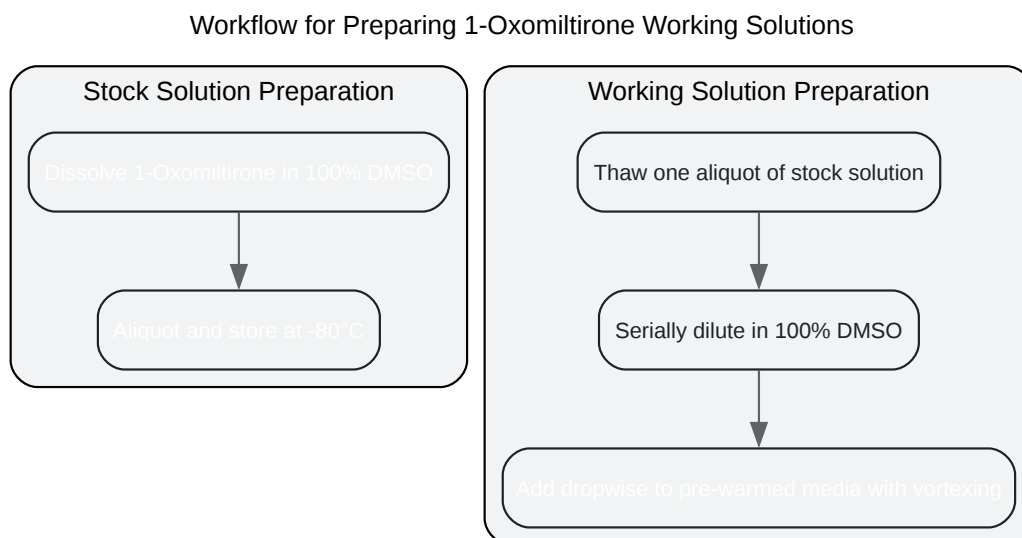 Workflow for Preparing 1-Oxomiltirone Working Solutions
Stock Solution Preparation
Dissolve 1-Oxomiltirone in 100% DMSO
Aliquot and store at -80°C
Working Solution Preparation
Thaw one aliquot of stock solution
Serially dilute in 100% DMSO
Add dropwise to pre-warmed media with vortexing